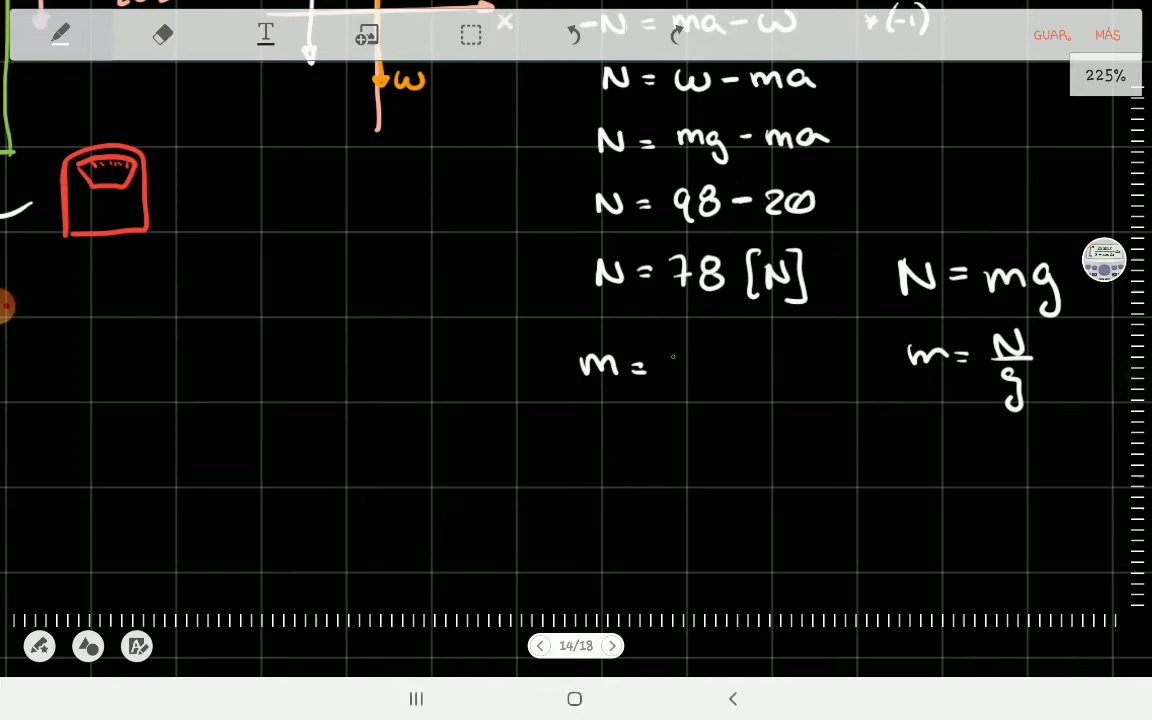 x
-N = ma - ω * (-1)
T
GUAR. MÁS
225%
ω
N = ω - ma
N = mg - ma
N = 98 - 20
N = 78 [N]
N = mg
m =
m = N/g
14/18